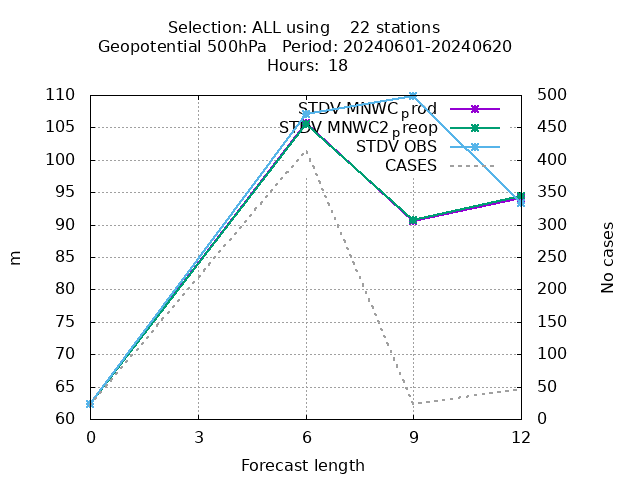 Selection: ALL using    22 stations
Geopotential 500hPa   Period: 20240601-20240620
Hours: 18
110 500
STDV MNWC_prod
105 450
STDV MNWC2_preop
STDV OBS
100 400
CASES
95 350
90 300
85 250
m
No cases
80 200
75 150
70 100
65 50
60 0
0 3 6 9 12
Forecast length